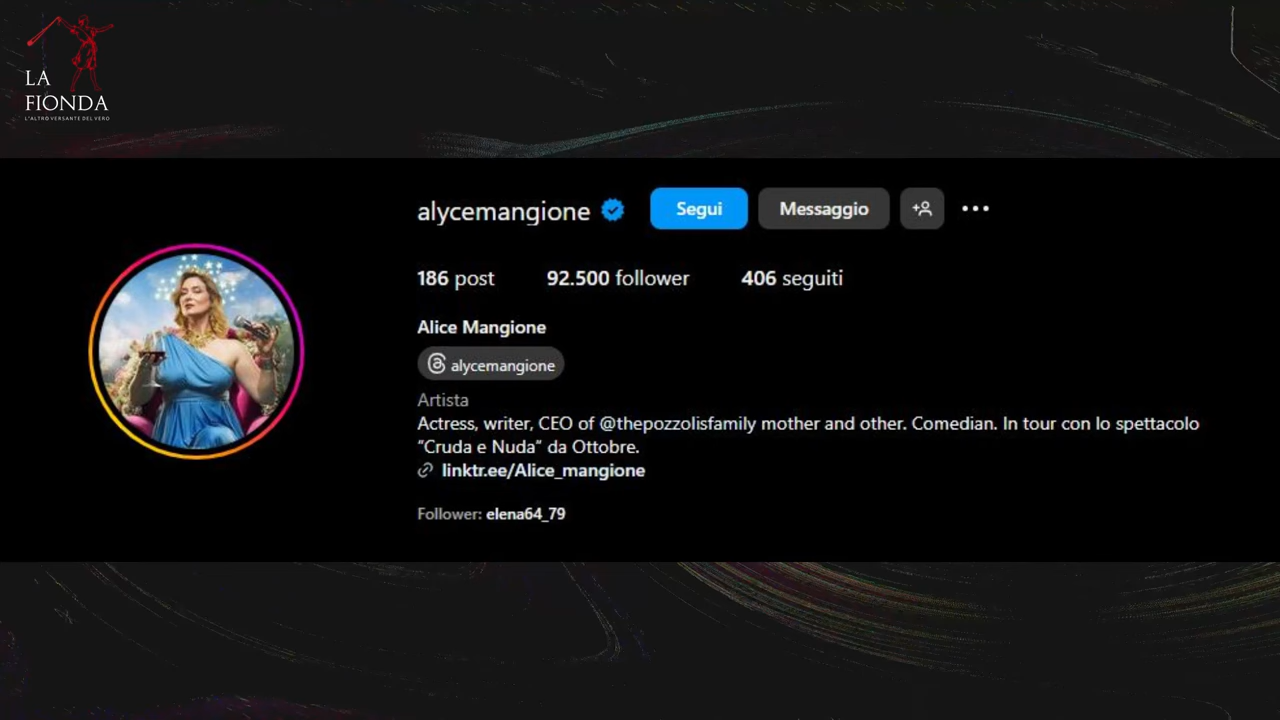 LA
FIONDA
L'ALTRO VERSANTE DEL VERO
alycemangione Segui Messaggio
186 post 92.500 follower 406 seguiti
Alice Mangione
alycemangione
Artista
Actress, writer, CEO of @thepozzolisfamily mother and other. Comedian. In tour con lo spettacolo
"Cruda e Nuda" da Ottobre.
linktr.ee/Alice_mangione
Follower: elena64_79